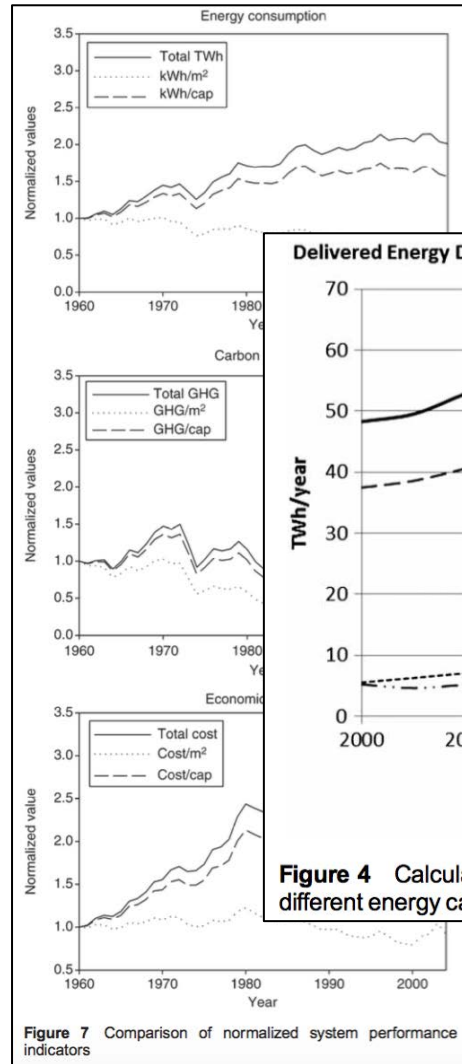 Energy consumption
3.5
3.0
2.5
2.0
1.5
1.0
0.5
0.0
Normalized values
Total TWh
kWh/m²
kWh/cap
1960
1970
1980
1990
2000
Carbon
3.5
3.0
2.5
2.0
1.5
1.0
0.5
0.0
Normalized values
Total GHG
GHG/m²
GHG/cap
1960
1970
198
Economic
3.5
3.0
2.5
2.0
1.5
1.0
0.5
Normalized value
Total cost
Cost/m²
Cost/cap
1960
1970
1980
1990
2000
Year
Figure 7 Comparison of normalized system performance
indicators
Delivered Energy D
70
60
50
40
30
20
10
0
TWh/year
2000
20
Figure 4 Calcula
different energy ca